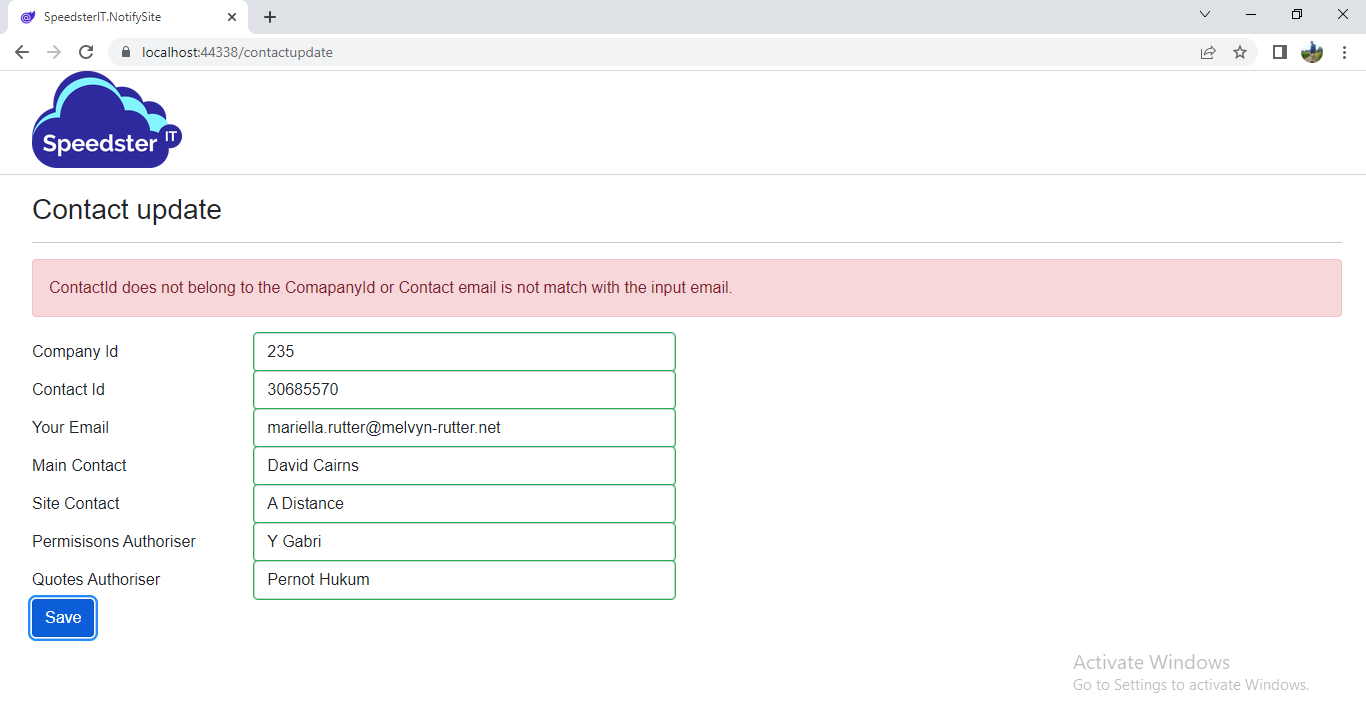 SpeedsterIT.NotifySite
localhost:44338/contactupdate
Speedster IT
Contact update
ContactId does not belong to the ComapanyId or Contact email is not match with the input email.
Company Id 235
Contact Id 30685570
Your Email mariella.rutter@melvyn-rutter.net
Main Contact David Cairns
Site Contact A Distance
Permisisons Authoriser Y Gabri
Quotes Authoriser Pernot Hukum
Save
Activate Windows
Go to Settings to activate Windows.